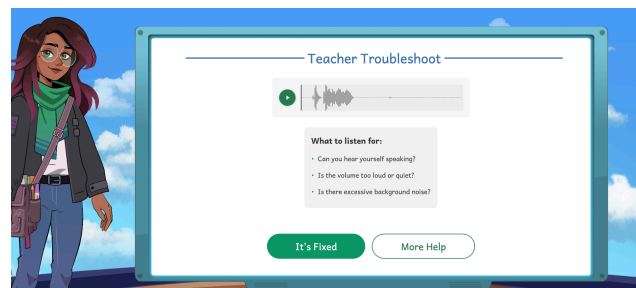 Teacher Troubleshoot
What to listen for:
• Can you hear yourself speaking?
• Is the volume too loud or quiet?
• Is there excessive background noise?
It's Fixed
More Help